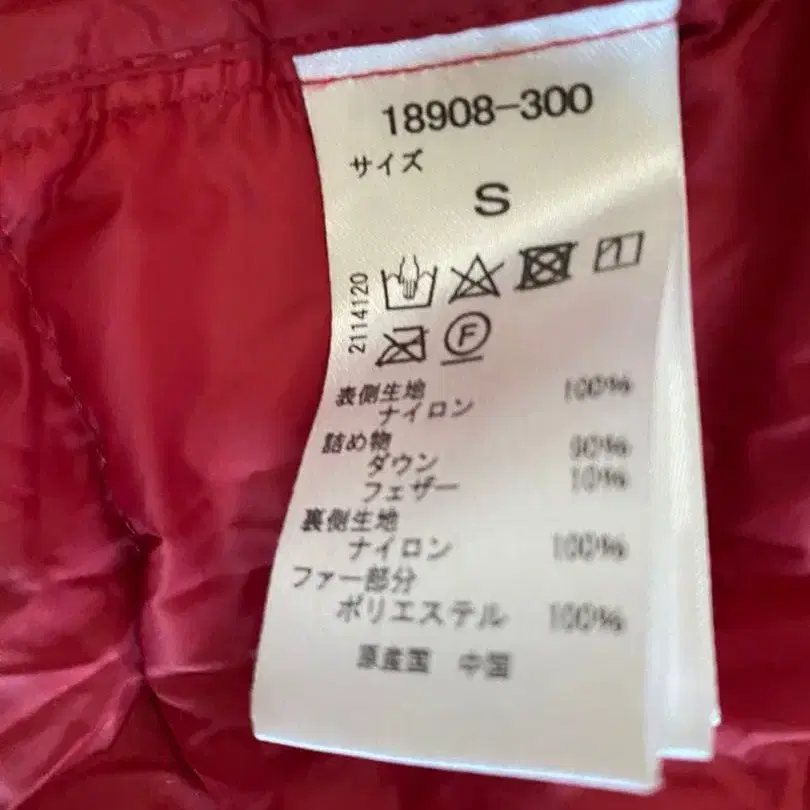 18908-300
サイズ
S
2114120
F
表側生地
ナイロン 100%
詰め物
ダウン 90%
フェザー 10%
裏側生地
ナイロン 100%
ファー部分
ポリエステル 100%
原産国 中国